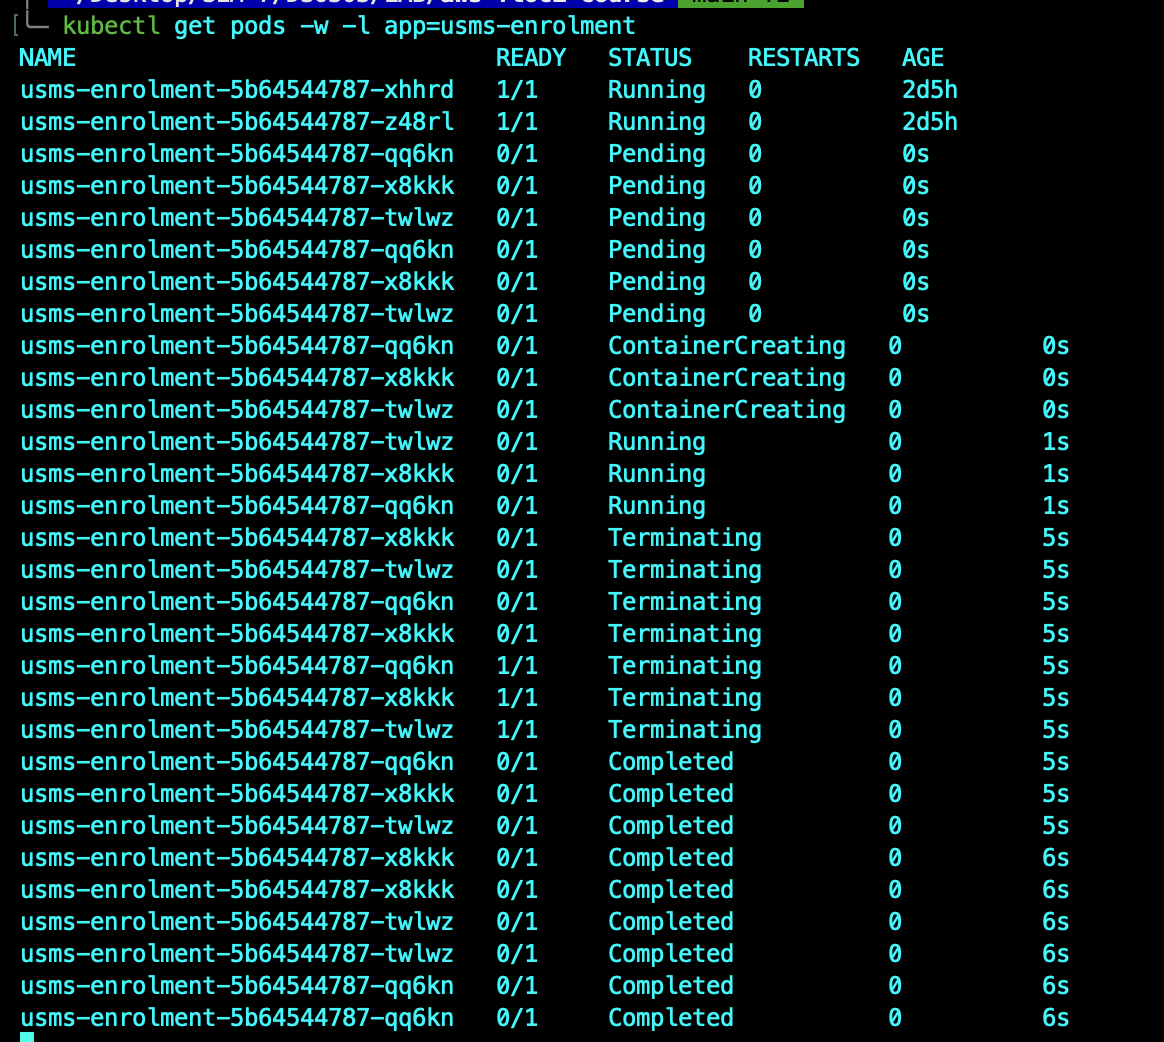 kubectl get pods -w -l app=usms-enrolment
NAME READY STATUS RESTARTS AGE
usms-enrolment-5b64544787-xhhrd 1/1 Running 0 2d5h
usms-enrolment-5b64544787-z48rl 1/1 Running 0 2d5h
usms-enrolment-5b64544787-qq6kn 0/1 Pending 0 0s
usms-enrolment-5b64544787-x8kkk 0/1 Pending 0 0s
usms-enrolment-5b64544787-twlwz 0/1 Pending 0 0s
usms-enrolment-5b64544787-qq6kn 0/1 Pending 0 0s
usms-enrolment-5b64544787-x8kkk 0/1 Pending 0 0s
usms-enrolment-5b64544787-twlwz 0/1 Pending 0 0s
usms-enrolment-5b64544787-qq6kn 0/1 ContainerCreating 0 0s
usms-enrolment-5b64544787-x8kkk 0/1 ContainerCreating 0 0s
usms-enrolment-5b64544787-twlwz 0/1 ContainerCreating 0 0s
usms-enrolment-5b64544787-twlwz 0/1 Running 0 1s
usms-enrolment-5b64544787-x8kkk 0/1 Running 0 1s
usms-enrolment-5b64544787-qq6kn 0/1 Running 0 1s
usms-enrolment-5b64544787-x8kkk 0/1 Terminating 0 5s
usms-enrolment-5b64544787-twlwz 0/1 Terminating 0 5s
usms-enrolment-5b64544787-qq6kn 0/1 Terminating 0 5s
usms-enrolment-5b64544787-x8kkk 0/1 Terminating 0 5s
usms-enrolment-5b64544787-qq6kn 1/1 Terminating 0 5s
usms-enrolment-5b64544787-x8kkk 1/1 Terminating 0 5s
usms-enrolment-5b64544787-twlwz 1/1 Terminating 0 5s
usms-enrolment-5b64544787-qq6kn 0/1 Completed 0 5s
usms-enrolment-5b64544787-x8kkk 0/1 Completed 0 5s
usms-enrolment-5b64544787-twlwz 0/1 Completed 0 5s
usms-enrolment-5b64544787-x8kkk 0/1 Completed 0 6s
usms-enrolment-5b64544787-x8kkk 0/1 Completed 0 6s
usms-enrolment-5b64544787-twlwz 0/1 Completed 0 6s
usms-enrolment-5b64544787-twlwz 0/1 Completed 0 6s
usms-enrolment-5b64544787-qq6kn 0/1 Completed 0 6s
usms-enrolment-5b64544787-qq6kn 0/1 Completed 0 6s